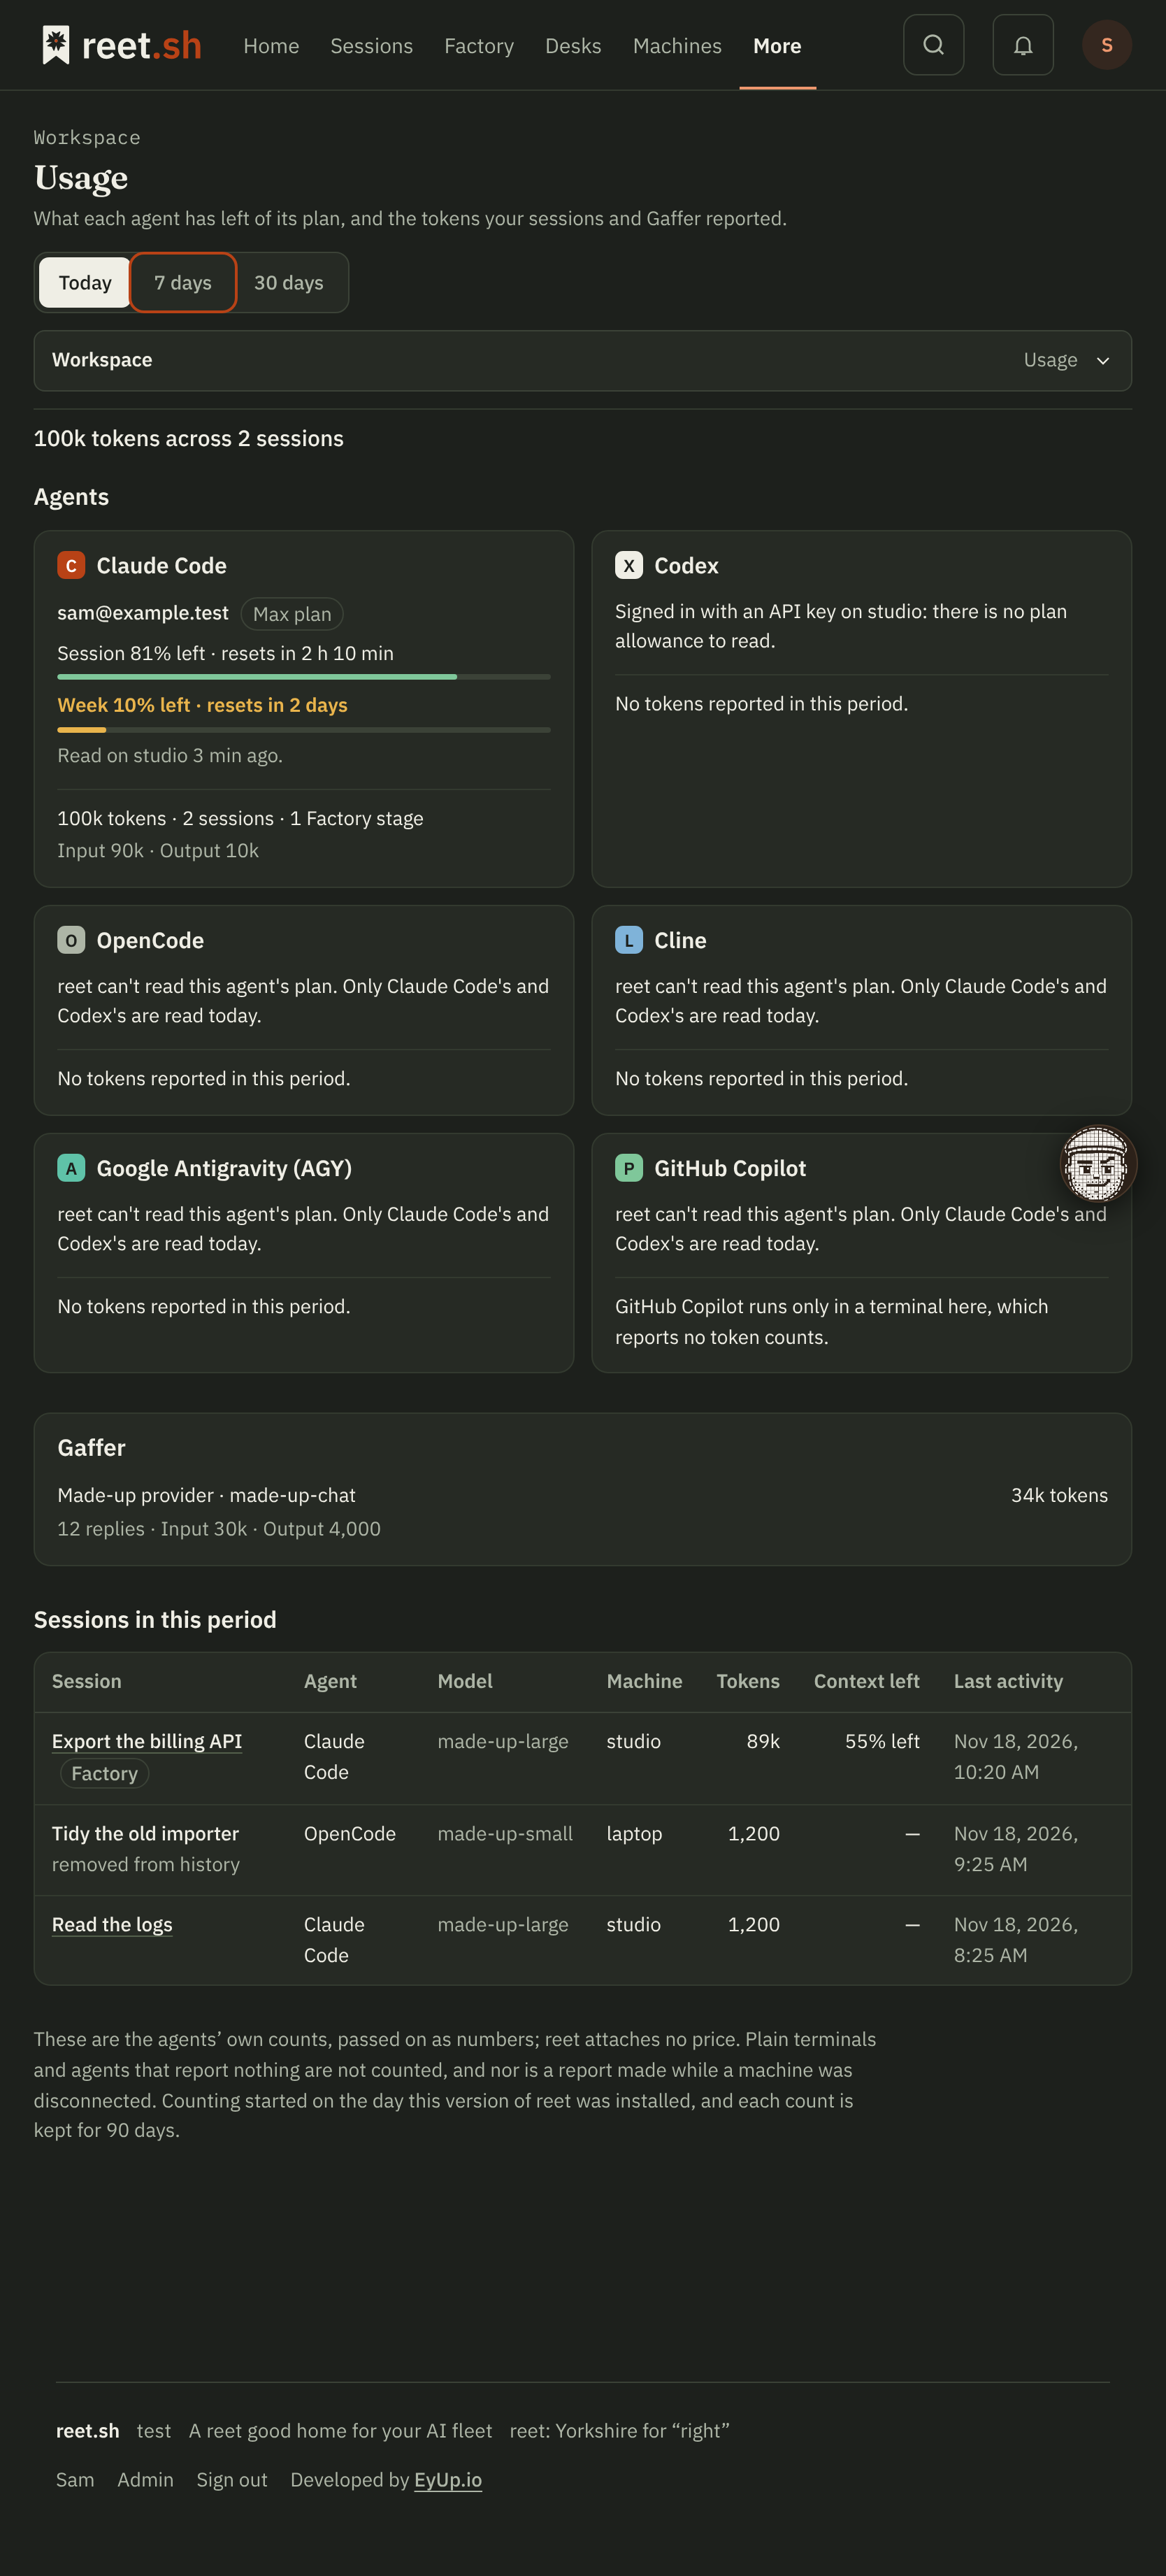 reet.sh Home Sessions Factory Desks Machines More S
Workspace
Usage
What each agent has left of its plan, and the tokens your sessions and Gaffer reported.
Today 7 days 30 days
Workspace Usage
100k tokens across 2 sessions
Agents
C Claude Code
sam@example.test Max plan
Session 81% left · resets in 2 h 10 min
Week 10% left · resets in 2 days
Read on studio 3 min ago.
100k tokens · 2 sessions · 1 Factory stage
Input 90k · Output 10k
X Codex
Signed in with an API key on studio: there is no plan
allowance to read.
No tokens reported in this period.
O OpenCode
reet can't read this agent's plan. Only Claude Code's and
Codex's are read today.
No tokens reported in this period.
L Cline
reet can't read this agent's plan. Only Claude Code's and
Codex's are read today.
No tokens reported in this period.
A Google Antigravity (AGY)
reet can't read this agent's plan. Only Claude Code's and
Codex's are read today.
No tokens reported in this period.
P GitHub Copilot
reet can't read this agent's plan. Only Claude Code's and
Codex's are read today.
GitHub Copilot runs only in a terminal here, which
reports no token counts.
Gaffer
Made-up provider · made-up-chat 34k tokens
12 replies · Input 30k · Output 4,000
Sessions in this period
Session Agent Model Machine Tokens Context left Last activity
Export the billing API Claude made-up-large studio 89k 55% left Nov 18, 2026,
Factory Code 10:20 AM
Tidy the old importer OpenCode made-up-small laptop 1,200 — Nov 18, 2026,
removed from history 9:25 AM
Read the logs Claude made-up-large studio 1,200 — Nov 18, 2026,
Code 8:25 AM
These are the agents’ own counts, passed on as numbers; reet attaches no price. Plain terminals
and agents that report nothing are not counted, and nor is a report made while a machine was
disconnected. Counting started on the day this version of reet was installed, and each count is
kept for 90 days.
reet.sh test A reet good home for your AI fleet reet: Yorkshire for “right”
Sam Admin Sign out Developed by EyUp.io